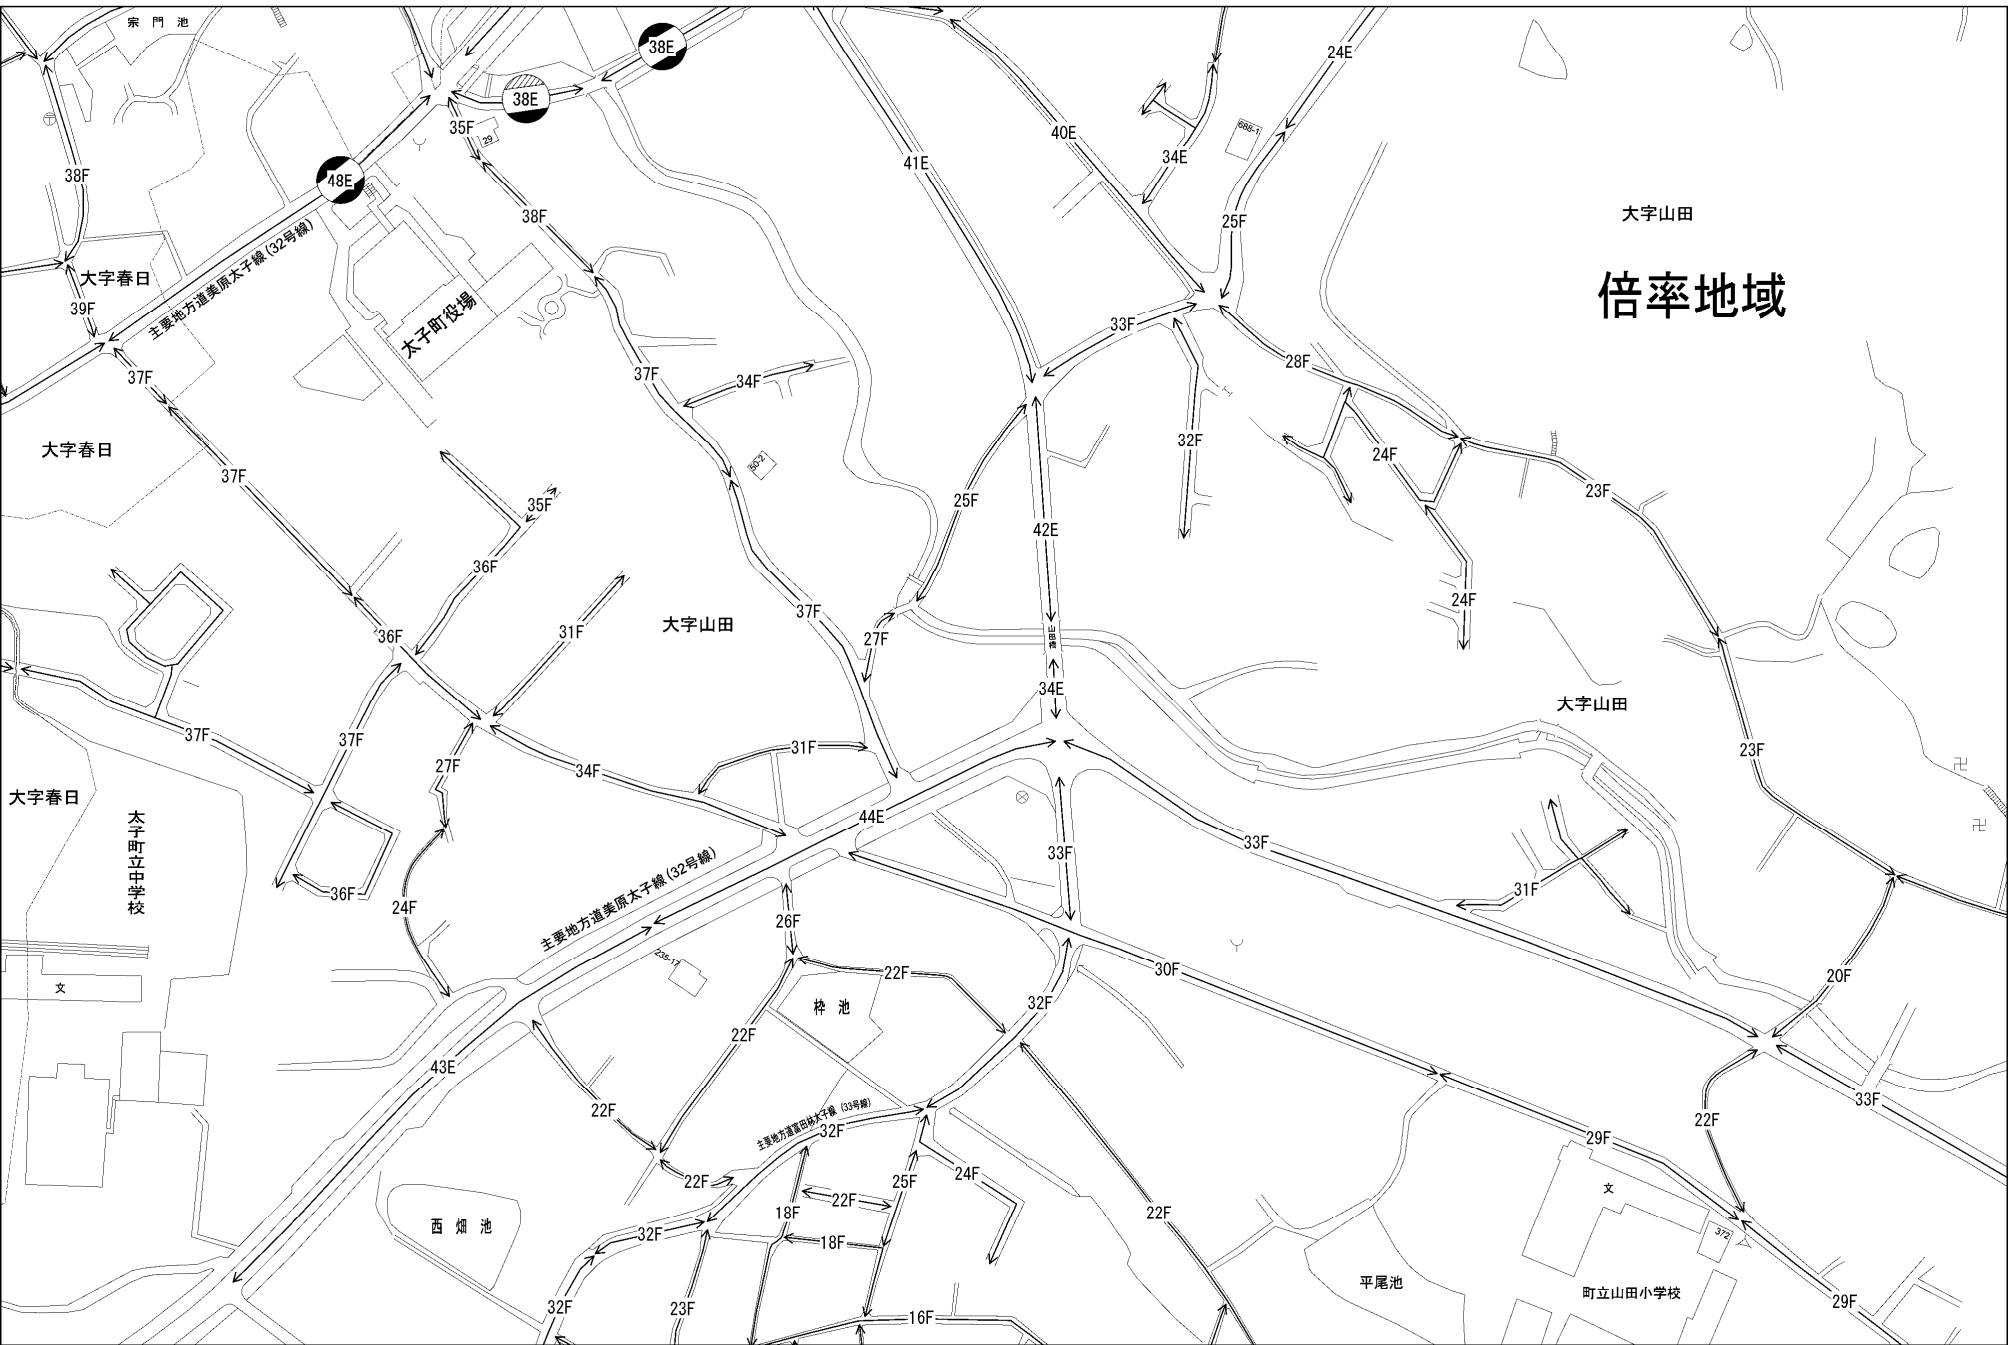 宗門池
38E
24E
38E
35F
29
40E
688-1
41E
34E
38F
48E
大字山田
38F
25F
主要地方道美原太子線(32号線)
大字春日
倍率地域
39F
太子町役場
33F
28F
37F
37F
34F
大字春日
32F
24F
50-2
37F
23F
25F
35F
42E
36F
24F
37F
大字山田
31F
36F
27F
山田橋
34E
大字山田
37F
37F
31F
23F
34F
27F
大字春日
太子町立中学校
44E
33F
33F
主要地方道美原太子線(32号線)
31F
36F
24F
26F
235-17
22F
30F
20F
文
枠池
32F
22F
43E
33F
22F
主要地方道富田林太子線(33号線)
32F
22F
29F
24F
22F
25F
文
22F
18F
22F
西畑池
32F
18F
372
平尾池
町立山田小学校
32F
23F
16F
29F